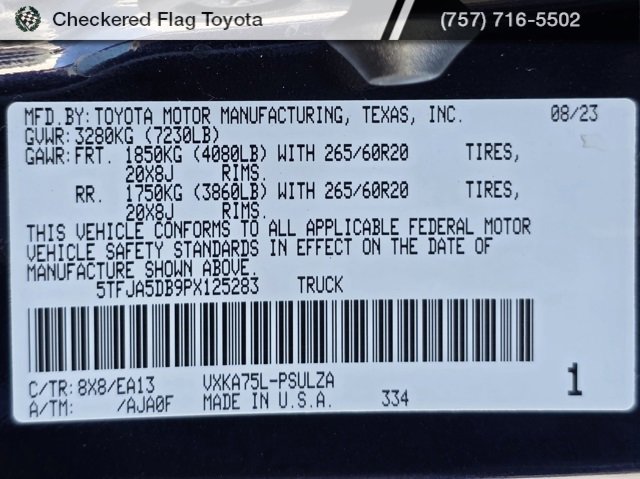 Checkered Flag Toyota (757) 716-5502
MFD.BY: TOYOTA MOTOR MANUFACTURING, TEXAS, INC. 08/23
GVWR: 3280KG (7230LB)
GAWR: FRT. 1850KG (4080LB) WITH 265/60R20 TIRES,
20X8J RIMS.
RR. 1750KG (3860LB) WITH 265/60R20 TIRES,
20X8J RIMS.
THIS VEHICLE CONFORMS TO ALL APPLICABLE FEDERAL MOTOR
VEHICLE SAFETY STANDARDS IN EFFECT ON THE DATE OF
MANUFACTURE SHOWN ABOVE.
5TFJA5DB9PX125283 TRUCK
C/TR: 8X8/EA13 VXKA75L-PSULZA 1
A/TM: /AJA0F MADE IN U.S.A. 334